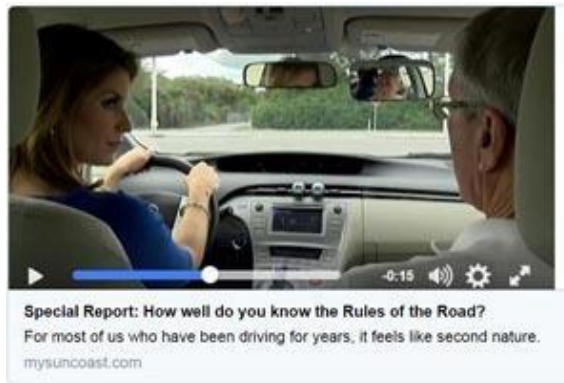 -0:15
Special Report: How well do you know the Rules of the Road?
For most of us who have been driving for years, it feels like second nature.
mysuncoast.com